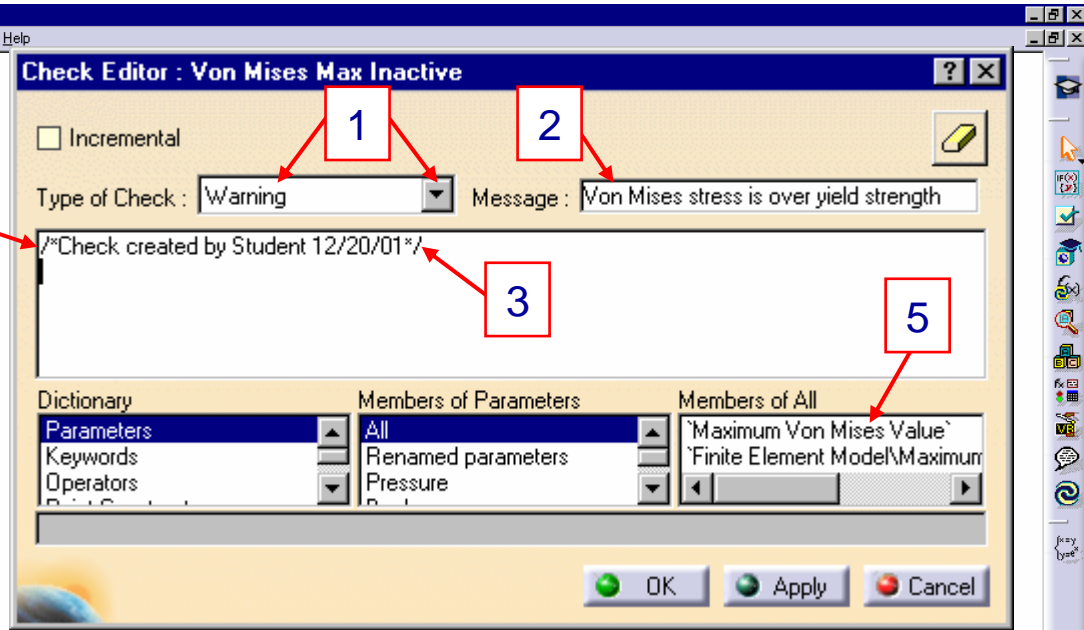 Help
Check Editor : Von Mises Max Inactive
1
2
Incremental
Type of Check : Warning
Message : Von Mises stress is over yield strength
/*Check created by Student 12/20/01*/
3
5
Dictionary
Members of Parameters
Members of All
Parameters
Keywords
Operators
All
Renamed parameters
Pressure
`Maximum Von Mises Value`
`Finite Element Model\Maximum
OK
Apply
Cancel